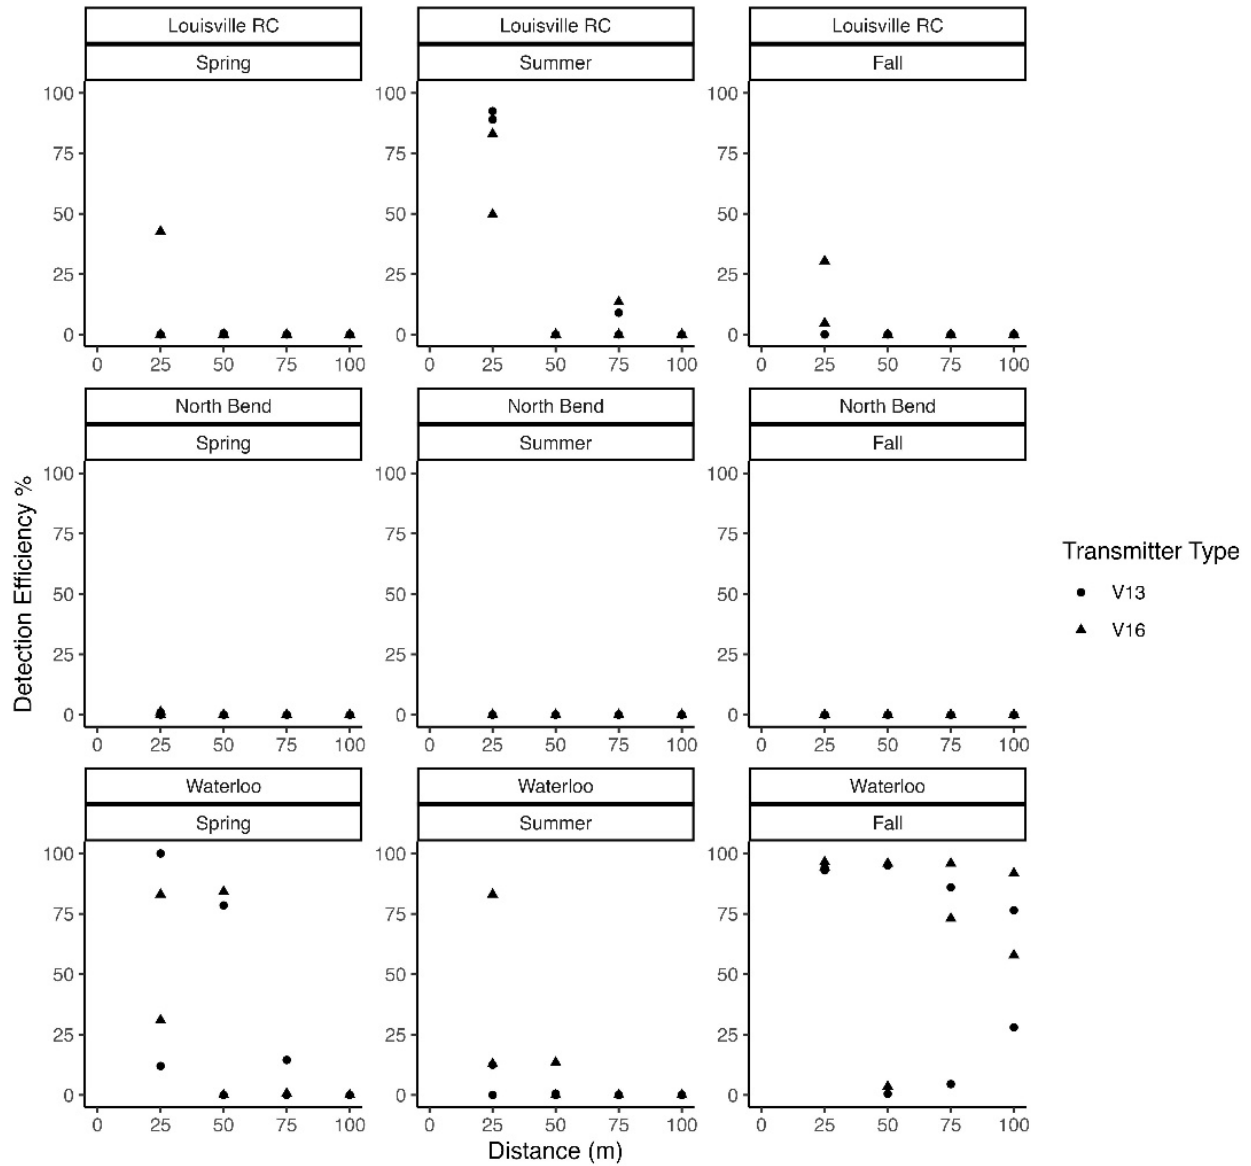 Louisville RC Louisville RC Louisville RC
Spring Summer Fall
100 100 100
75 75 75
50 50 50
25 25 25
0 0 0
0 25 50 75 100 0 25 50 75 100 0 25 50 75 100
North Bend North Bend North Bend
Spring Summer Fall
100 100 100
75 75 75
50 50 50
25 25 25
0 0 0
0 25 50 75 100 0 25 50 75 100 0 25 50 75 100
Detection Efficiency %
Transmitter Type
V13
V16
Waterloo Waterloo Waterloo
Spring Summer Fall
100 100 100
75 75 75
50 50 50
25 25 25
0 0 0
0 25 50 75 100 0 25 50 75 100 0 25 50 75 100
Distance (m)